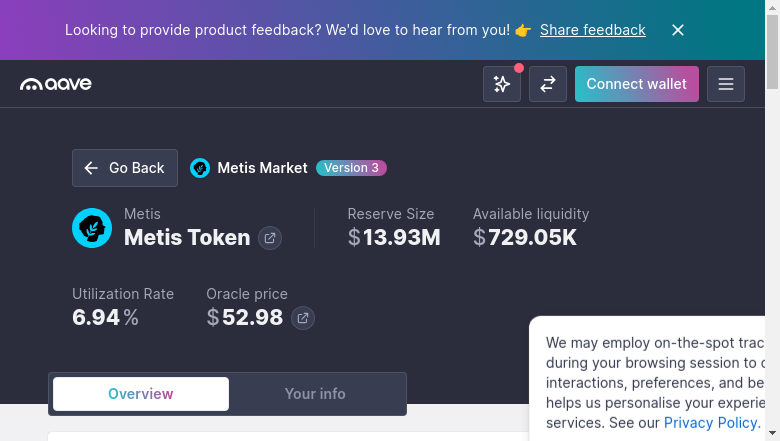 Looking to provide product feedback? We'd love to hear from you! 👉 Share feedback
aave
Connect wallet
Go Back
Metis Market
Version 3
Metis
Metis Token
Reserve Size
$13.93M
Available liquidity
$729.05K
Utilization Rate
6.94%
Oracle price
$52.98
Overview
Your info
We may employ on-the-spot
during your browsing session to
interactions, preferences, and
helps us personalise your
services. See our Privacy Policy.